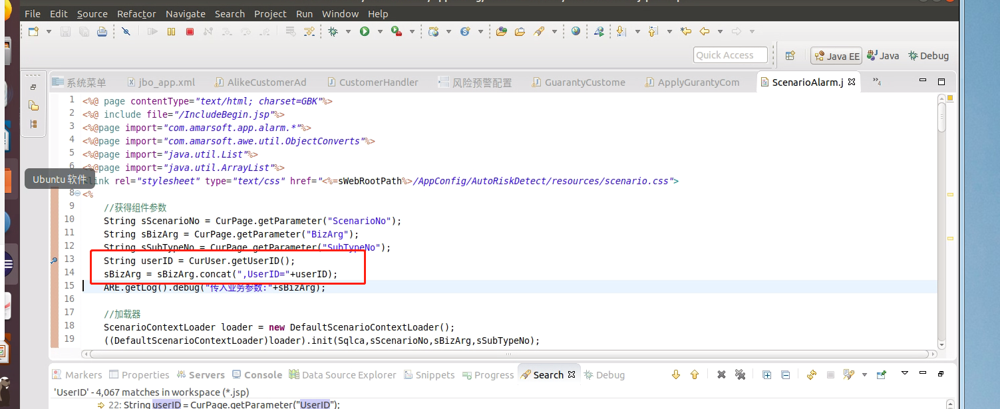 File Edit Source Refactor Navigate Search Project Run Window Help
Quick Access
Java EE Java Debug
系统菜单 jbo_app.xml AlikeCustomerAd CustomerHandler 风险预警配置 GuarantyCustome ApplyGurantyCom ScenarioAlarm.j »4
1 <%@ page contentType="text/html; charset=GBK"%>
2 <%@ include file="/IncludeBegin.jsp"%>
3 <%@page import="com.amarsoft.app.alarm.*"%>
4 <%@page import="com.amarsoft.awe.util.ObjectConverts"%>
5 <%@page import="java.util.List"%>
6 <%@page import="java.util.ArrayList"%>
Ubuntu 软件
link rel="stylesheet" type="text/css" href="<%=sWebRootPath%>/AppConfig/AutoRiskDetect/resources/scenario.css">
8 <%
9 //获得组件参数
10 String sScenarioNo = CurPage.getParameter("ScenarioNo");
11 String sBizArg = CurPage.getParameter("BizArg");
12 String sSubTypeNo = CurPage.getParameter("SubTypeNo");
13 String userID = CurUser.getUserID();
14 sBizArg = sBizArg.concat(",UserID="+userID);
15 ARE.getLog().debug("传入业务参数:"+sBizArg);
16
17 //加载器
18 ScenarioContextLoader loader = new DefaultScenarioContextLoader();
19 ((DefaultScenarioContextLoader)loader).init(Sqlca,sScenarioNo,sBizArg,sSubTypeNo);
Markers Properties Servers Console Data Source Explorer Snippets Progress Search Debug
'UserID' - 4,067 matches in workspace (*.jsp)
22: String userID = CurPage.getParameter("UserID");